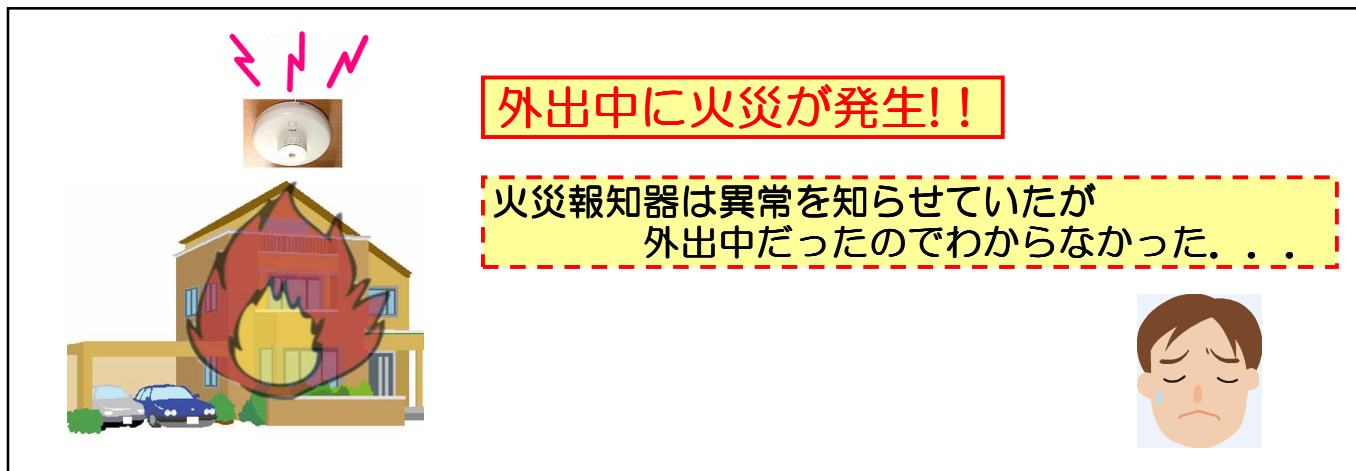 外出中に火災が発生!!
火災報知器は異常を知らせていたが
外出中だったのでわからなかった...